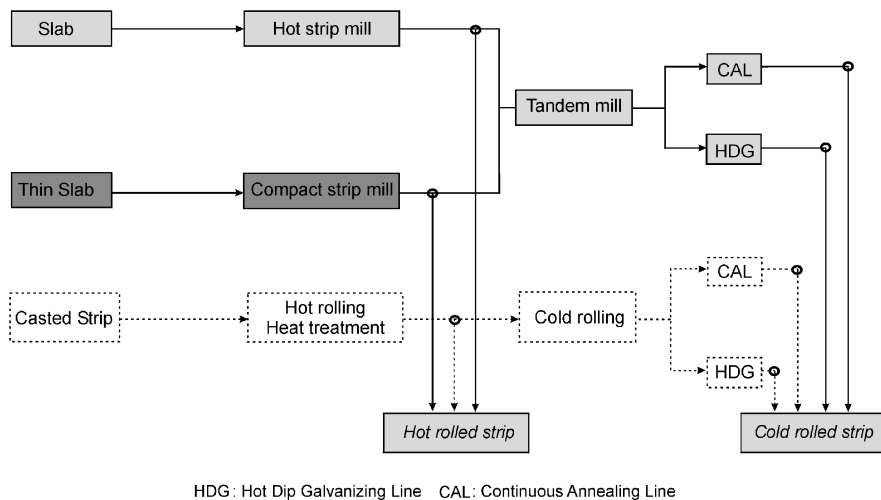 Slab
Hot strip mill
CAL
Tandem mill
HDG
Thin Slab
Compact strip mill
CAL
Casted Strip
Hot rolling
Heat treatment
Cold rolling
HDG
Hot rolled strip
Cold rolled strip
HDG: Hot Dip Galvanizing Line CAL: Continuous Annealing Line